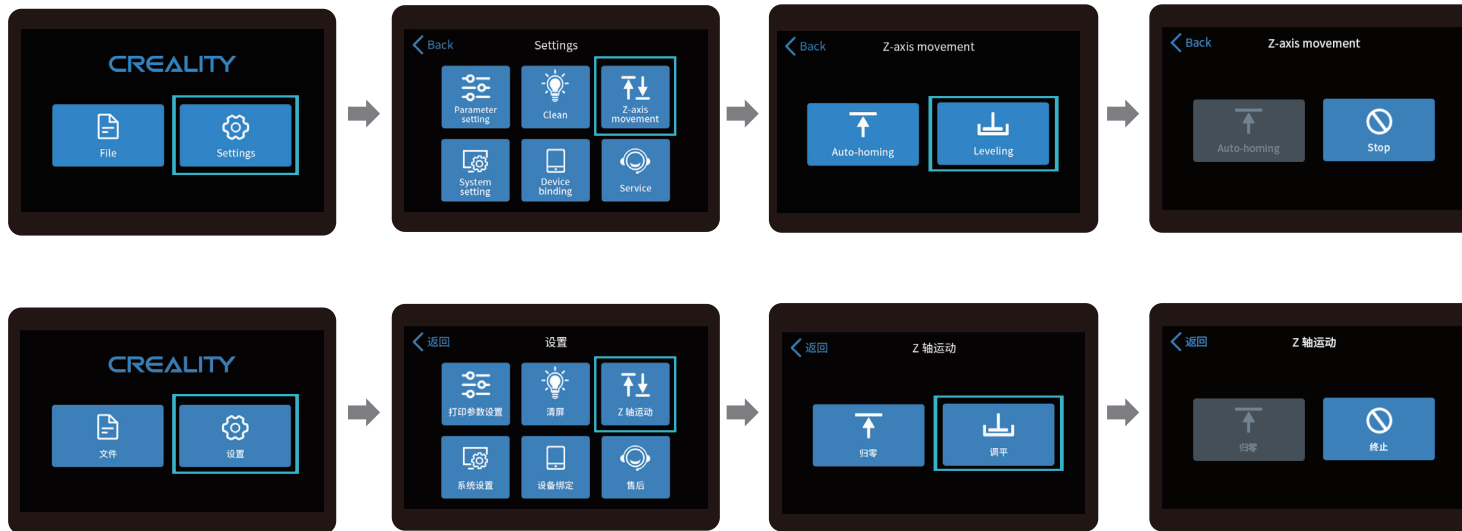 CREALITY
File
Settings
Back
Settings
Parameter
setting
Clean
Z-axis
movement
System
setting
Device
binding
Service
Back
Z-axis movement
Auto-homing
Leveling
Back
Z-axis movement
Auto-homing
Stop
CREALITY
文件
设置
返回
设置
打印参数设置
清屏
Z 轴运动
系统设置
设备绑定
售后
返回
Z 轴运动
归零
调平
返回
Z 轴运动
归零
终止